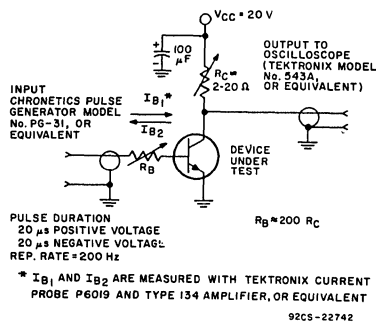 VCC = 20 V
+
100
μF
-
RC =
2-20 Ω
OUTPUT TO
OSCILLOSCOPE
(TEKTRONIX MODEL
No. 543A,
OR EQUIVALENT)
INPUT
CHRONETICS PULSE
GENERATOR MODEL
No. PG-31, OR
EQUIVALENT
IB1*
IB2
RB
DEVICE
UNDER
TEST
PULSE DURATION
20 μs POSITIVE VOLTAGE
20 μs NEGATIVE VOLTAGE
REP. RATE = 200 Hz
RB ≈ 200 RC
* IB1 AND IB2 ARE MEASURED WITH TEKTRONIX CURRENT
PROBE P6019 AND TYPE 134 AMPLIFIER, OR EQUIVALENT
92CS-22742